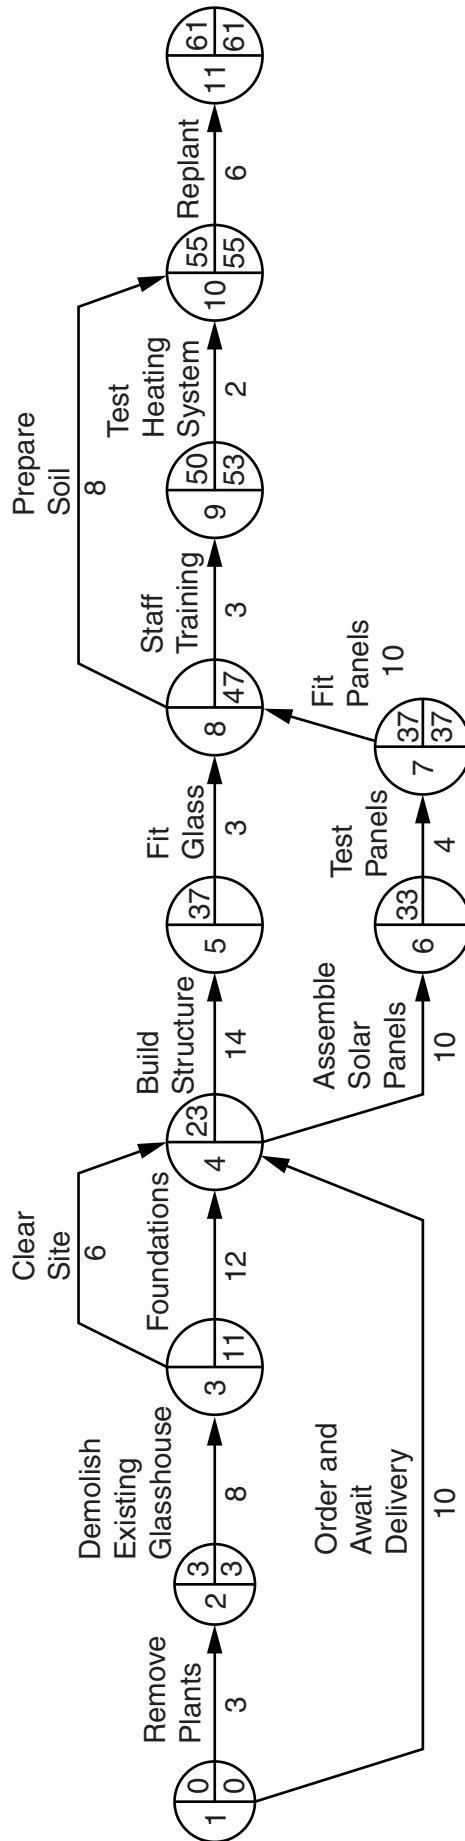 1
0
0
Remove
Plants
3
2
3
3
Demolish
Existing
Glasshouse
8
3
11
Clear
Site
6
Foundations
12
Order and
Await
Delivery
10
4
23
Build
Structure
14
5
37
Fit
Glass
3
Assemble
Solar
Panels
10
6
33
Test
Panels
4
7
37
37
Fit
Panels
10
8
47
Prepare
Soil
8
Staff
Training
3
9
50
53
Test
Heating
System
2
10
55
55
Replant
6
11
61
61